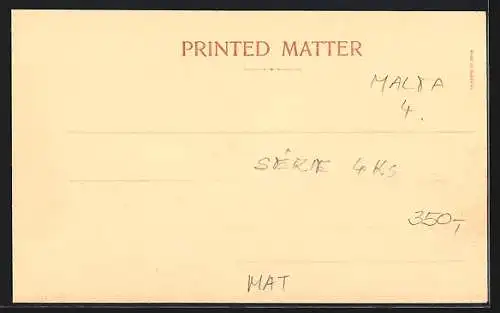 PRINTED MATTER
MALTA
4.
SÉRIE 4 KS
350,-
MAT